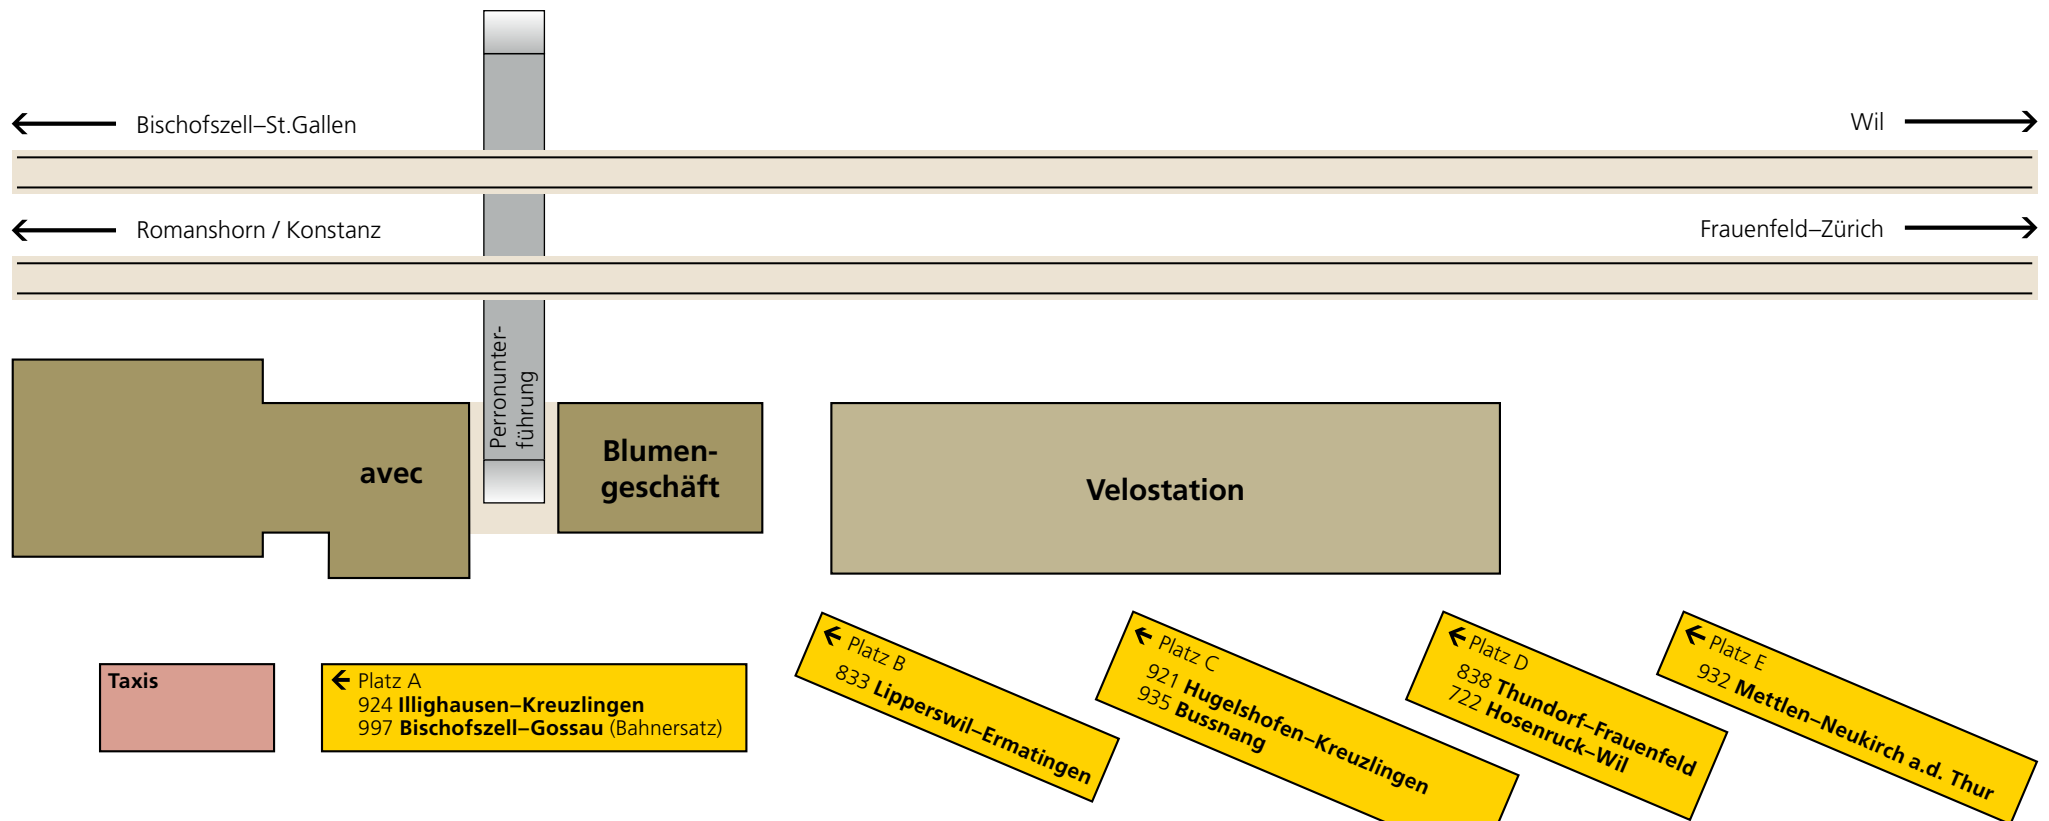 Bischofszell–St.Gallen
Wil
Romanshorn / Konstanz
Frauenfeld–Zürich
Perronunter-
führung
avec
Blumen-
geschäft
Velostation
Taxis
Platz A
924 Illighausen–Kreuzlingen
997 Bischofszell–Gossau (Bahnersatz)
Platz B
833 Lipperswil–Ermatingen
Platz C
921 Hugelshofen–Kreuzlingen
935 Bussnang
Platz D
838 Thundorf–Frauenfeld
722 Hosenruck–Wil
Platz E
932 Mettlen–Neukirch a.d. Thur